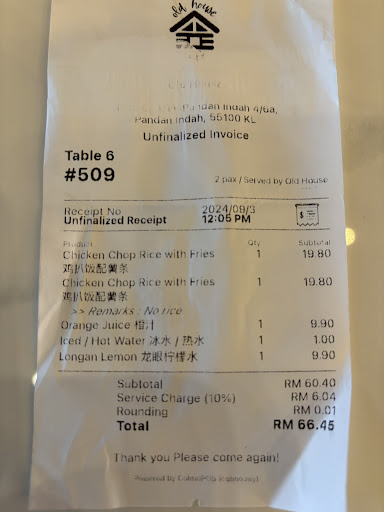 old house
Old House
Pandan Indah 4/6a,
Pandan Indah, 55100 KL
Unfinalized Invoice
Table 6
#509
2 pax / Served by Old House
Receipt No 2024/09/3
Unfinalized Receipt 12:05 PM
Product Qty Subtotal
Chicken Chop Rice with Fries 1 19.80
鸡扒饭配薯条
Chicken Chop Rice with Fries 1 19.80
鸡扒饭配薯条
>> Remarks : No rice
Orange Juice 橙汁 1 9.90
Iced / Hot Water 冰水 / 热水 1 1.00
Longan Lemon 龙眼柠檬水 1 9.90
Subtotal RM 60.40
Service Charge (10%) RM 6.04
Rounding RM 0.01
Total RM 66.45
Thank you Please come again!
Powered by